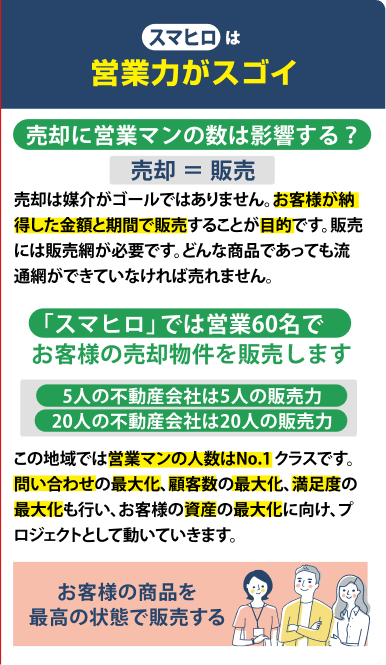 スマヒロ は
営業力がスゴイ
売却に営業マンの数は影響する？
売却 ＝ 販売
売却は媒介がゴールではありません。お客様が納
得した金額と期間で販売することが目的です。販売
には販売網が必要です。どんな商品であっても流
通網ができていなければ売れません。
「スマヒロ」では営業60名で
お客様の売却物件を販売します
5人の不動産会社は5人の販売力
20人の不動産会社は20人の販売力
この地域では営業マンの人数はNo.1 クラスです。
問い合わせの最大化、顧客数の最大化、満足度の
最大化も行い、お客様の資産の最大化に向け、プ
ロジェクトとして動いていきます。
お客様の商品を
最高の状態で販売する